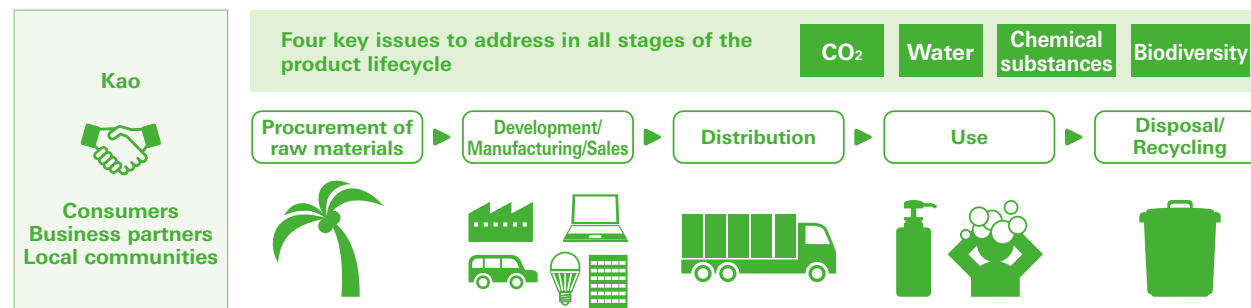 Kao
Consumers
Business partners
Local communities
Four key issues to address in all stages of the
product lifecycle
CO₂
Water
Chemical
substances
Biodiversity
Procurement of
raw materials
Development/
Manufacturing/Sales
Distribution
Use
Disposal/
Recycling